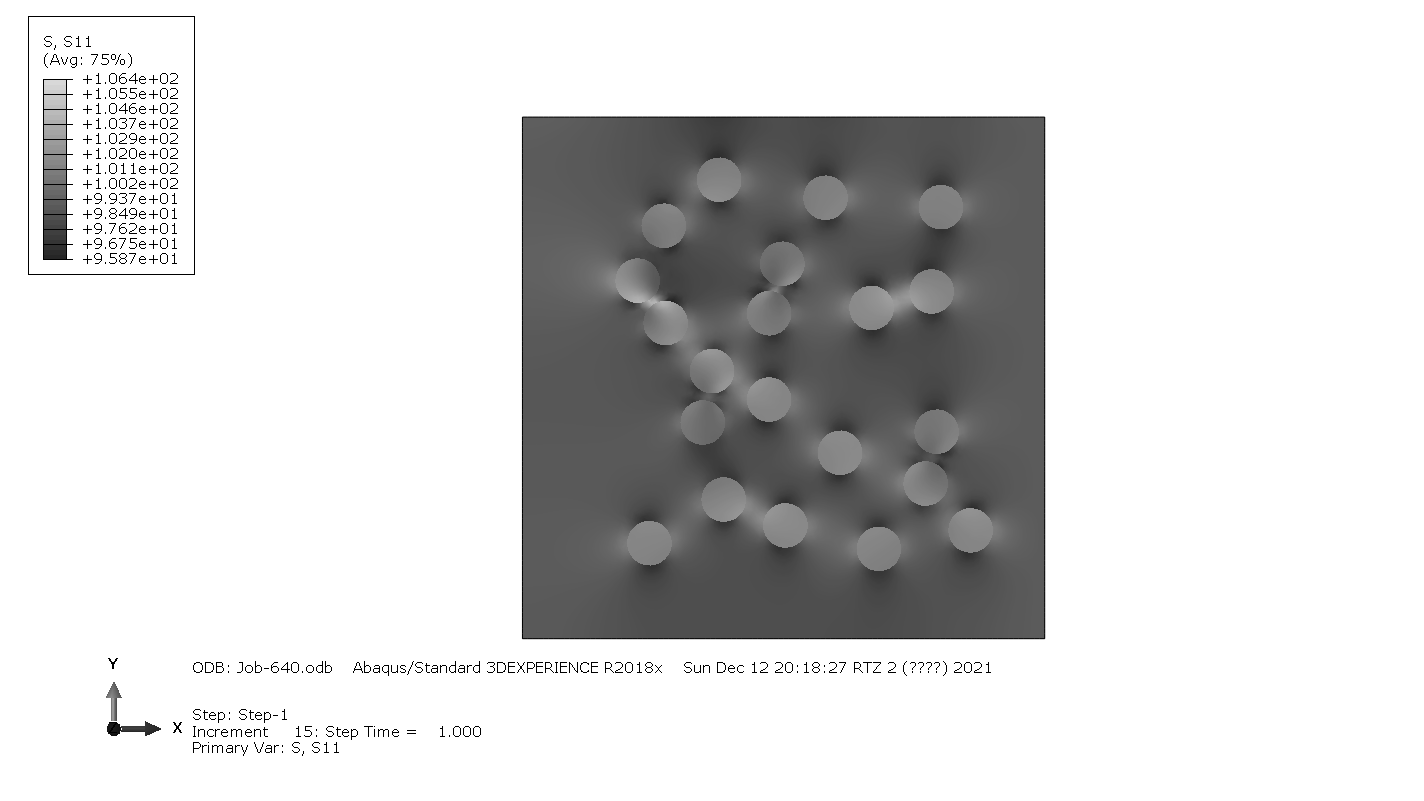 S, S11
(Avg: 75%)
+1.064e+02
+1.055e+02
+1.046e+02
+1.037e+02
+1.029e+02
+1.020e+02
+1.011e+02
+1.002e+02
+9.937e+01
+9.849e+01
+9.762e+01
+9.675e+01
+9.587e+01
Y
X
ODB: Job-640.odb    Abaqus/Standard 3DEXPERIENCE R2018x    Sun Dec 12 20:18:27 RTZ 2 (????) 2021
Step: Step-1
Increment     15: Step Time =    1.000
Primary Var: S, S11